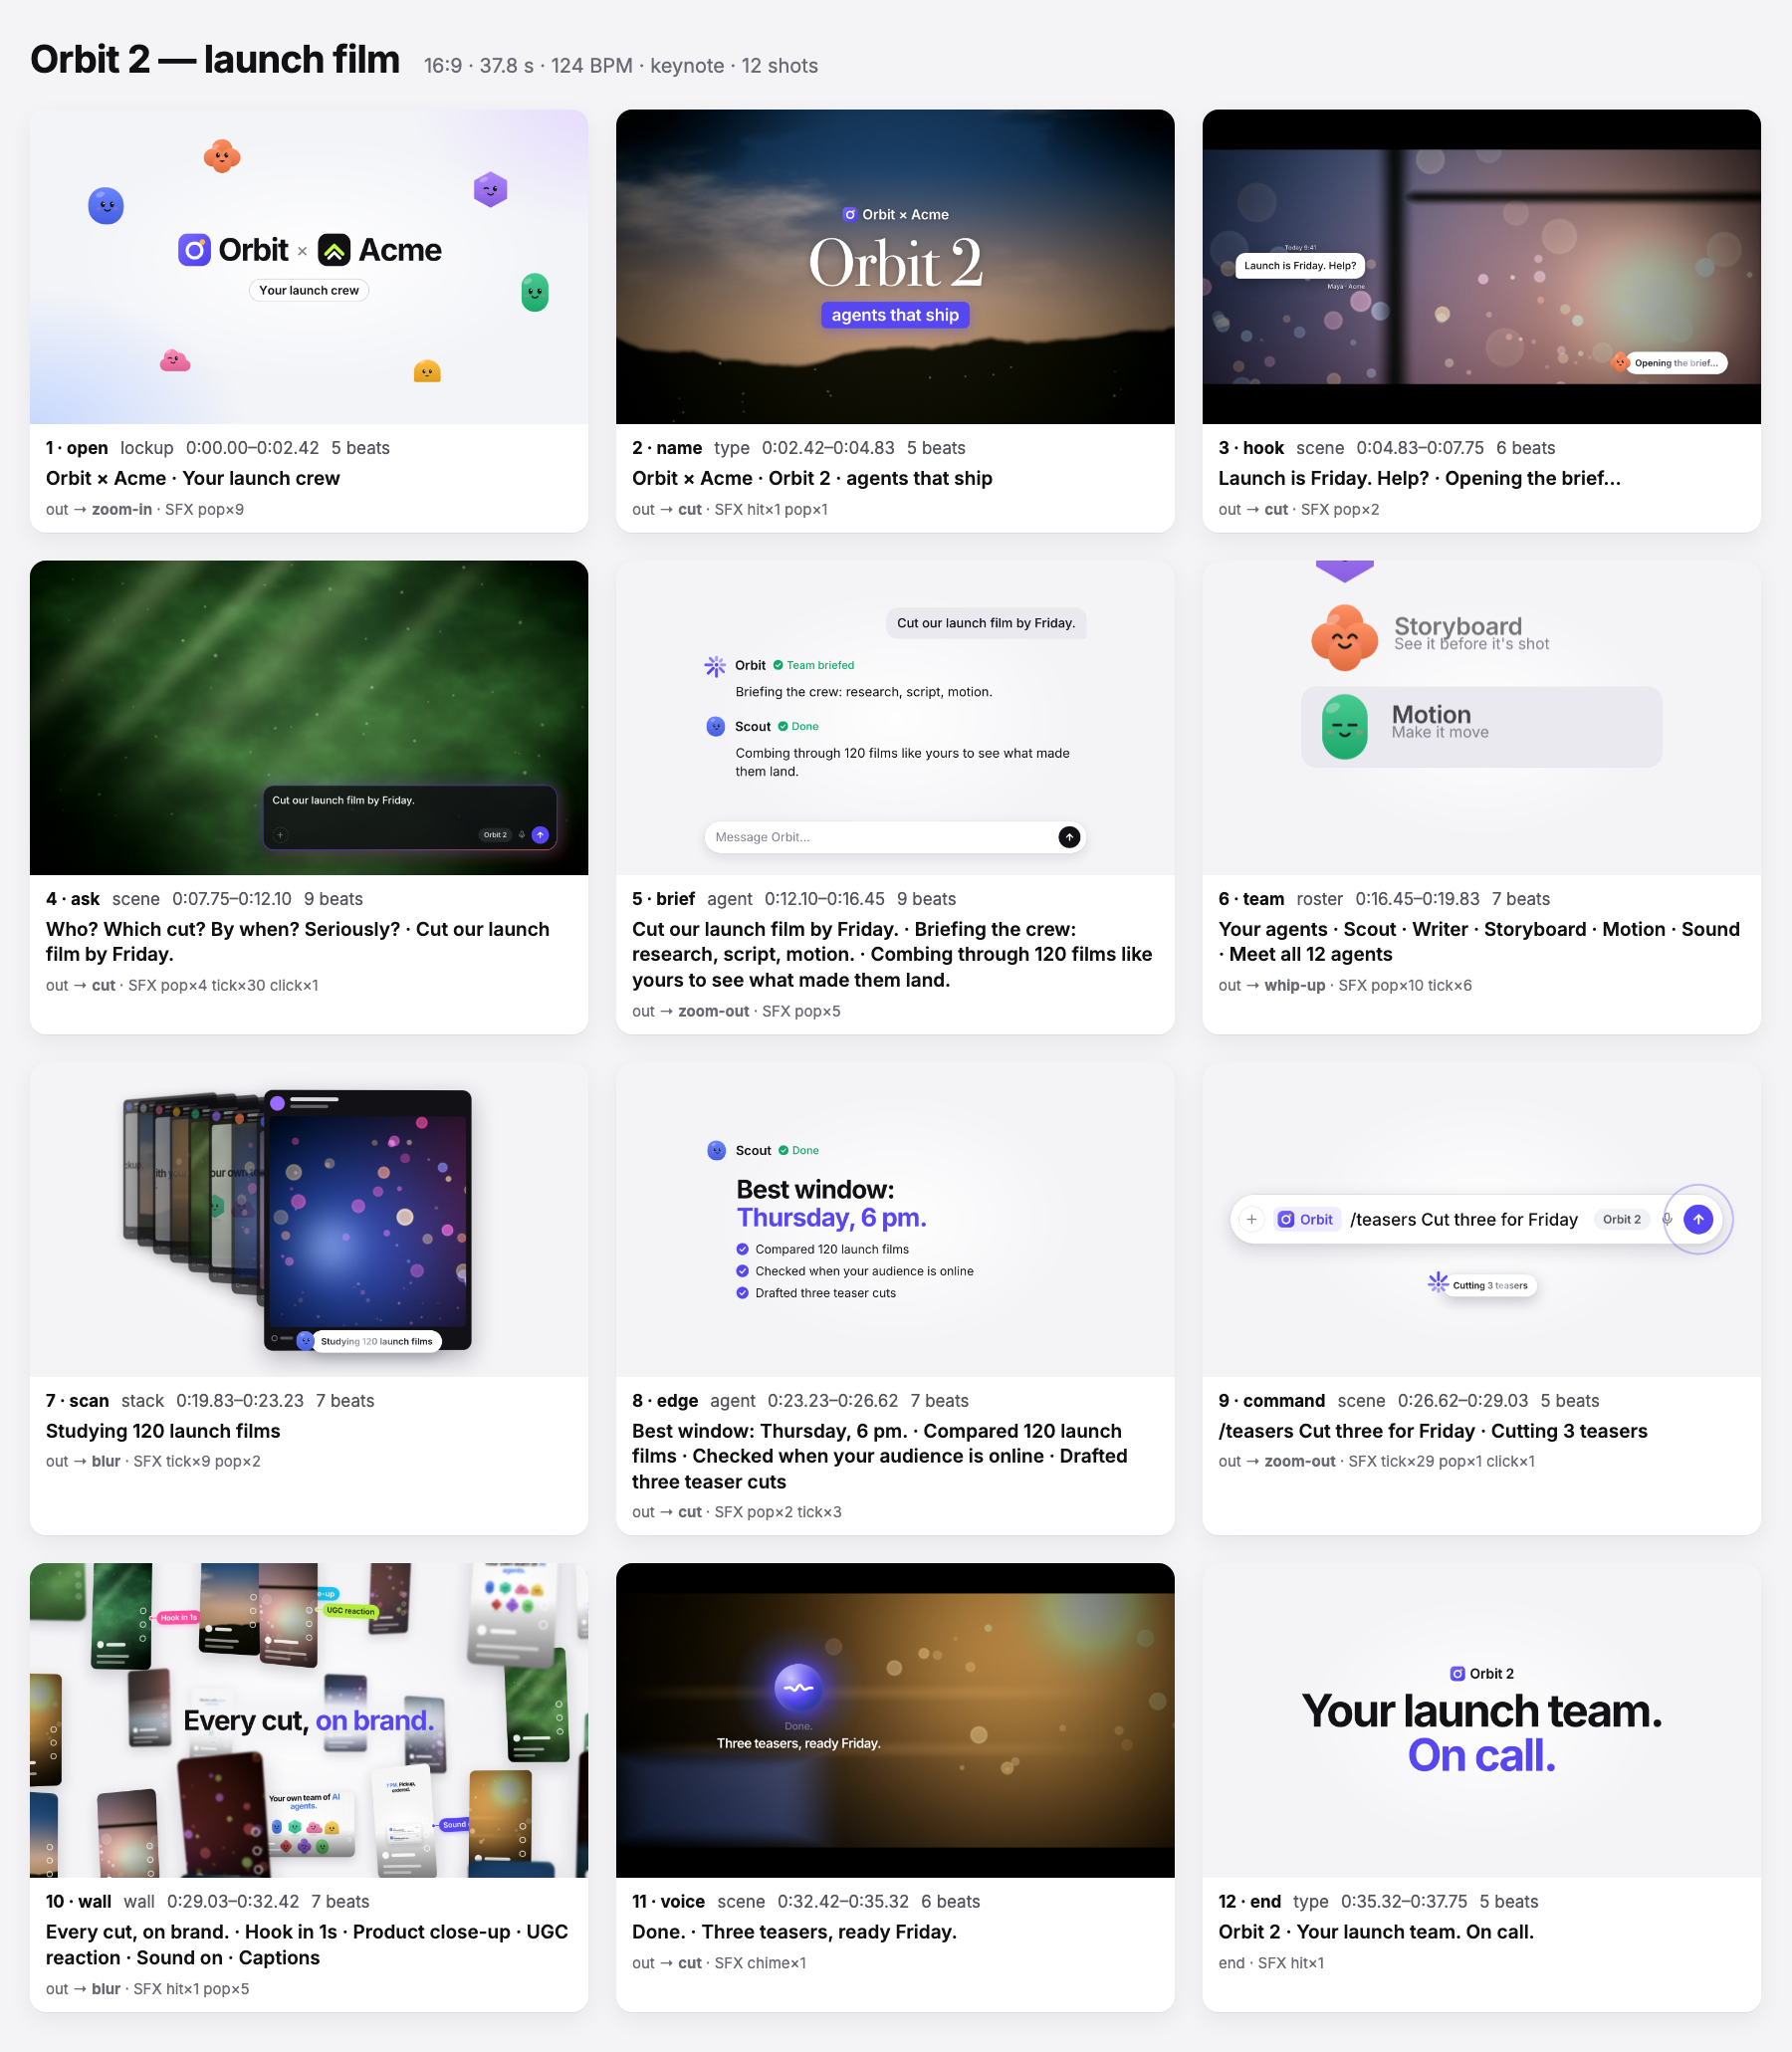 Orbit 2 — launch film 16:9 · 37.8 s · 124 BPM · keynote · 12 shots
Orbit × Acme
Your launch crew
1 · open lockup 0:00.00–0:02.42 5 beats
Orbit × Acme · Your launch crew
out → zoom-in · SFX pop×9
Orbit × Acme
Orbit 2
agents that ship
2 · name type 0:02.42–0:04.83 5 beats
Orbit × Acme · Orbit 2 · agents that ship
out → cut · SFX hit×1 pop×1
Today 9:41
Launch is Friday. Help?
Maya · Acme
Opening the brief...
3 · hook scene 0:04.83–0:07.75 6 beats
Launch is Friday. Help? · Opening the brief...
out → cut · SFX pop×2
Cut our launch film by Friday.
Orbit 2
4 · ask scene 0:07.75–0:12.10 9 beats
Who? Which cut? By when? Seriously? · Cut our launch
film by Friday.
out → cut · SFX pop×4 tick×30 click×1
Cut our launch film by Friday.
Orbit Team briefed
Briefing the crew: research, script, motion.
Scout Done
Combing through 120 films like yours to see what made
them land.
Message Orbit...
5 · brief agent 0:12.10–0:16.45 9 beats
Cut our launch film by Friday. · Briefing the crew:
research, script, motion. · Combing through 120 films like
yours to see what made them land.
out → zoom-out · SFX pop×5
Storyboard
See it before it's shot
Motion
Make it move
6 · team roster 0:16.45–0:19.83 7 beats
Your agents · Scout · Writer · Storyboard · Motion · Sound
· Meet all 12 agents
out → whip-up · SFX pop×10 tick×6
Studying 120 launch films
7 · scan stack 0:19.83–0:23.23 7 beats
Studying 120 launch films
out → blur · SFX tick×9 pop×2
Scout Done
Best window:
Thursday, 6 pm.
Compared 120 launch films
Checked when your audience is online
Drafted three teaser cuts
8 · edge agent 0:23.23–0:26.62 7 beats
Best window: Thursday, 6 pm. · Compared 120 launch
films · Checked when your audience is online · Drafted
three teaser cuts
out → cut · SFX pop×2 tick×3
Orbit /teasers Cut three for Friday Orbit 2
Cutting 3 teasers
9 · command scene 0:26.62–0:29.03 5 beats
/teasers Cut three for Friday · Cutting 3 teasers
out → zoom-out · SFX tick×29 pop×1 click×1
Hook in 1s
UGC reaction
Every cut, on brand.
Your own team of AI
agents.
7 PM. Pickup,
ordered.
Sound
10 · wall wall 0:29.03–0:32.42 7 beats
Every cut, on brand. · Hook in 1s · Product close-up · UGC
reaction · Sound on · Captions
out → blur · SFX hit×1 pop×5
Done.
Three teasers, ready Friday.
11 · voice scene 0:32.42–0:35.32 6 beats
Done. · Three teasers, ready Friday.
out → cut · SFX chime×1
Orbit 2
Your launch team.
On call.
12 · end type 0:35.32–0:37.75 5 beats
Orbit 2 · Your launch team. On call.
end · SFX hit×1